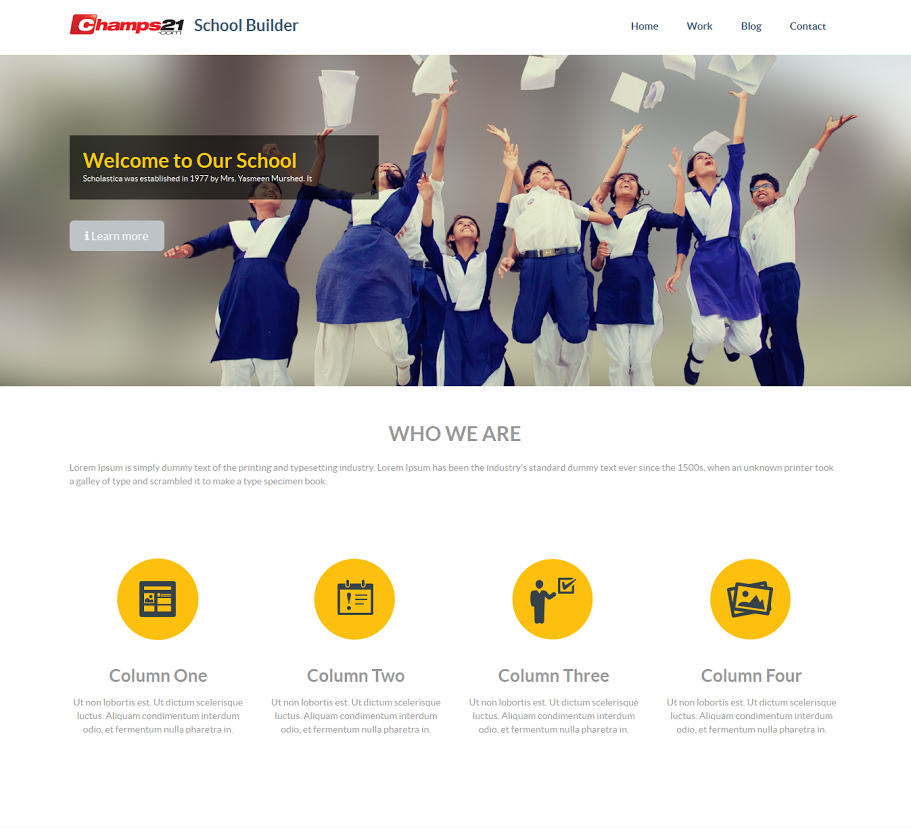 Champs21
.com
School Builder
Home
Work
Blog
Contact
Welcome to Our School
Scholastica was established in 1977 by Mrs. Yasmeen Murshed. It
Learn more
WHO WE ARE
Lorem Ipsum is simply dummy text of the printing and typesetting industry. Lorem Ipsum has been the industry's standard dummy text ever since the 1500s, when an unknown printer took
a galley of type and scrambled it to make a type specimen book.
Column One
Ut non lobortis est. Ut dictum scelerisque
luctus. Aliquam condimentum interdum
odio, et fermentum nulla pharetra in.
Column Two
Ut non lobortis est. Ut dictum scelerisque
luctus. Aliquam condimentum interdum
odio, et fermentum nulla pharetra in.
Column Three
Ut non lobortis est. Ut dictum scelerisque
luctus. Aliquam condimentum interdum
odio, et fermentum nulla pharetra in.
Column Four
Ut non lobortis est. Ut dictum scelerisque
luctus. Aliquam condimentum interdum
odio, et fermentum nulla pharetra in.